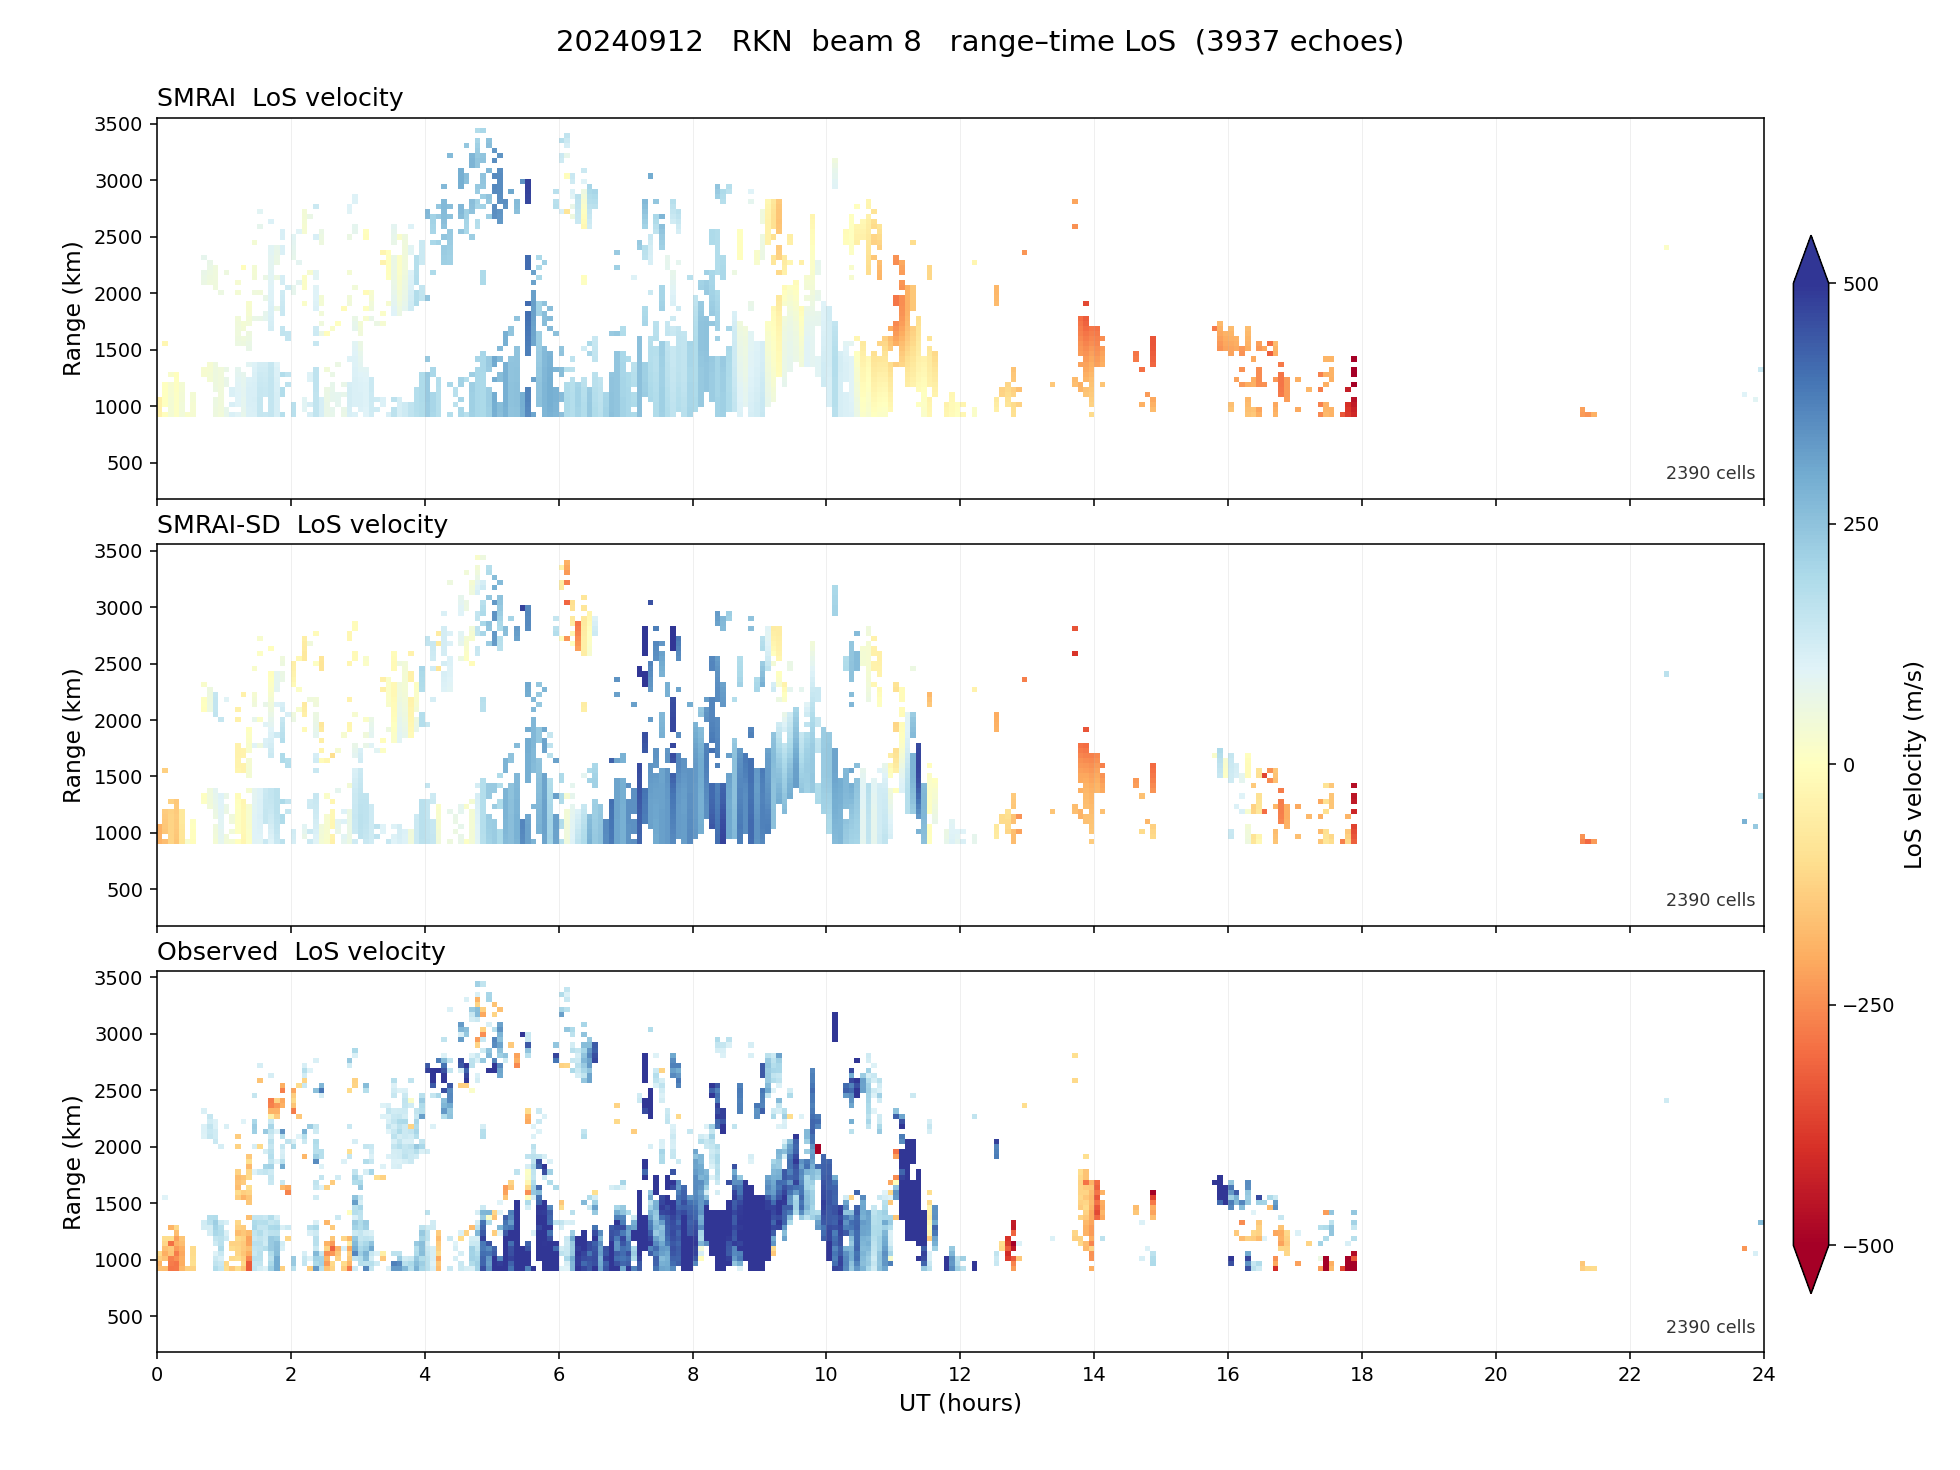 20240912   RKN  beam 8   range–time LoS  (3937 echoes)
SMRAI  LoS velocity
3500
3000
2500
2000
1500
1000
500
Range (km)
2390 cells
SMRAI-SD  LoS velocity
3500
3000
2500
2000
1500
1000
500
Range (km)
2390 cells
Observed  LoS velocity
3500
3000
2500
2000
1500
1000
500
Range (km)
2390 cells
0 2 4 6 8 10 12 14 16 18 20 22 24
UT (hours)
500
250
0
−250
−500
LoS velocity (m/s)